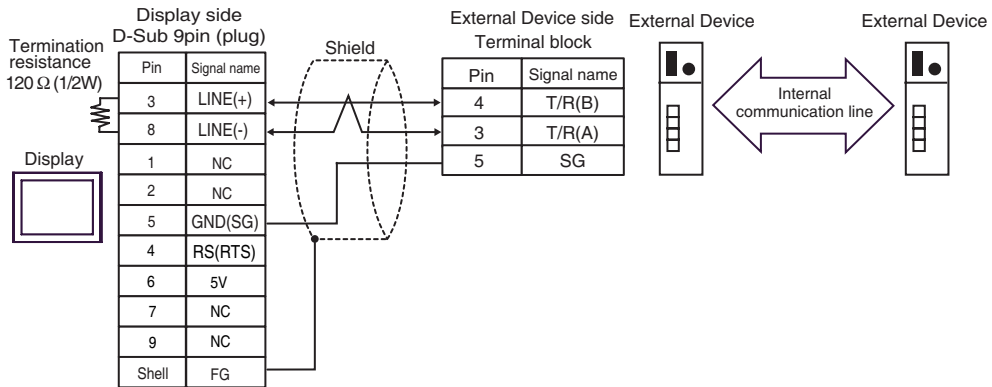 Display side
D-Sub 9pin (plug)
Termination
resistance
120 Ω (1/2W)
Pin Signal name
3 LINE(+)
8 LINE(-)
1 NC
2 NC
5 GND(SG)
4 RS(RTS)
6 5V
7 NC
9 NC
Shell FG
Display
Shield
External Device side
Terminal block
Pin Signal name
4 T/R(B)
3 T/R(A)
5 SG
External Device
Internal
communication line
External Device